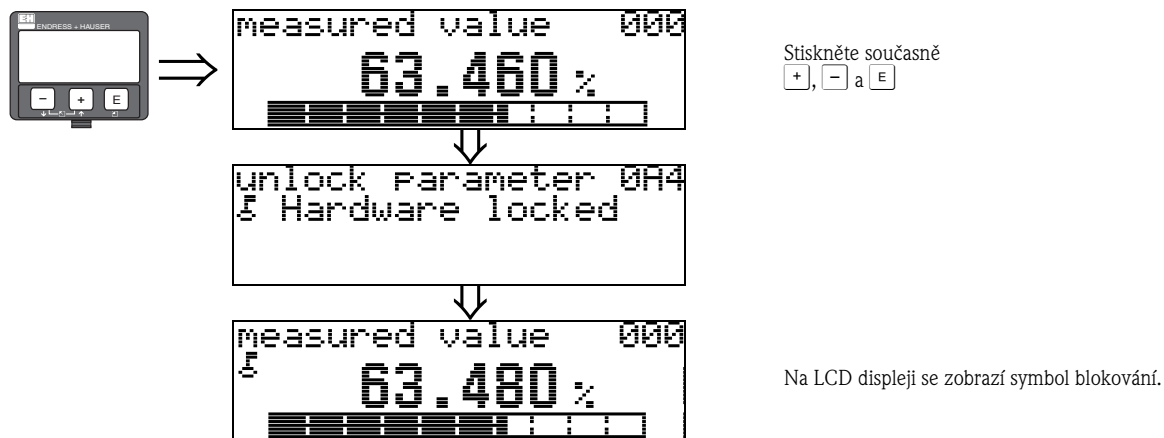 EH ENDRESS + HAUSER
- + E
measured value 000
63.460 %
Stiskněte současně
+, - a E
unlock parameter 0A4
Hardware locked
measured value 000
63.480 %
Na LCD displeji se zobrazí symbol blokování.